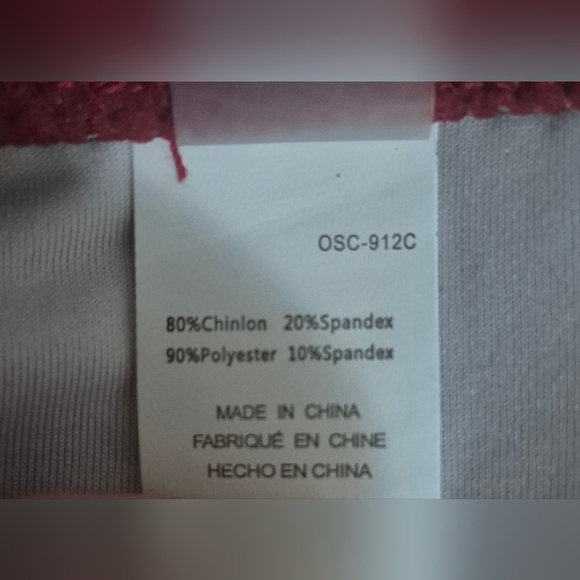 OSC-912C
80%Chinlon 20%Spandex
90%Polyester 10%Spandex
MADE IN CHINA
FABRIQUÉ EN CHINE
HECHO EN CHINA